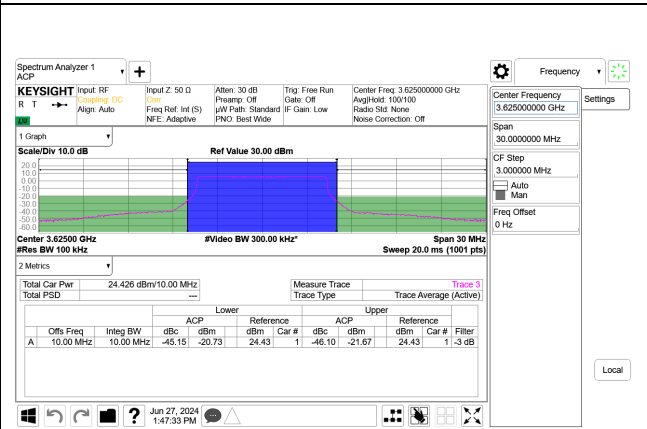 Spectrum Analyzer 1
ACP
Frequency
KEYSIGHT
R T
LXI
Input: RF
Coupling: DC
Align: Auto
Input Z: 50 Ω
Corr
Freq Ref: Int (S)
NFE: Adaptive
Atten: 30 dB
Preamp: Off
µW Path: Standard
PNO: Best Wide
Trig: Free Run
Gate: Off
IF Gain: Low
Center Freq: 3.625000000 GHz
Avg|Hold: 100/100
Radio Std: None
Noise Correction: Off
Center Frequency
3.625000000 GHz
Settings
Span
30.0000000 MHz
CF Step
3.000000 MHz
Auto
Man
Freq Offset
0 Hz
1 Graph
Scale/Div 10.0 dB
Ref Value 30.00 dBm
20.0
10.0
0.00
-10.0
-20.0
-30.0
-40.0
-50.0
-60.0
Center 3.62500 GHz
#Video BW 300.00 kHz*
Span 30 MHz
#Res BW 100 kHz
Sweep 20.0 ms (1001 pts)
2 Metrics
Total Car Pwr 24.426 dBm/10.00 MHz
Total PSD ---
Measure Trace Trace 3
Trace Type Trace Average (Active)
Lower Upper
ACP Reference ACP Reference
Offs Freq Integ BW dBc dBm dBm Car # dBc dBm dBm Car # Filter
A 10.00 MHz 10.00 MHz -45.15 -20.73 24.43 1 -46.10 -21.67 24.43 1 -3 dB
Local
?
Jun 27, 2024
1:47:33 PM